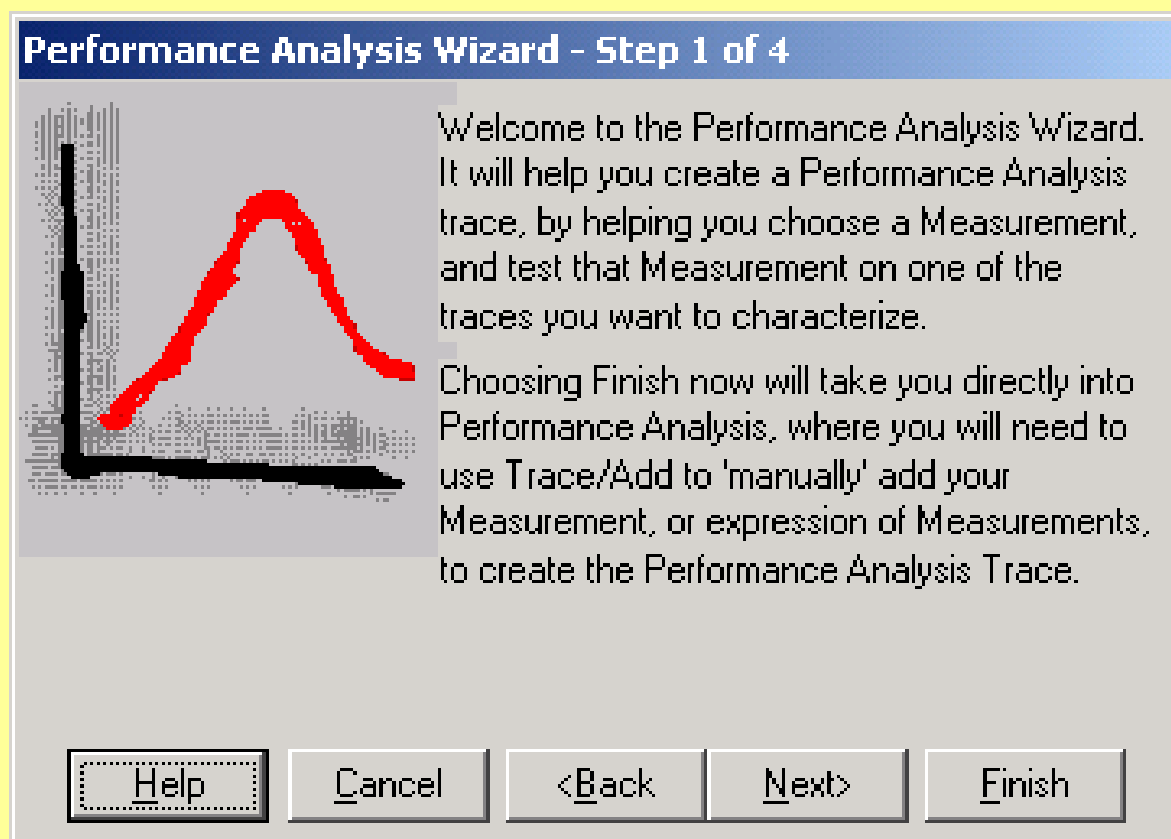 Performance Analysis Wizard - Step 1 of 4
Welcome to the Performance Analysis Wizard.
It will help you create a Performance Analysis
trace, by helping you choose a Measurement,
and test that Measurement on one of the
traces you want to characterize.
Choosing Finish now will take you directly into
Performance Analysis, where you will need to
use Trace/Add to 'manually' add your
Measurement, or expression of Measurements,
to create the Performance Analysis Trace.
Help Cancel <Back Next> Finish